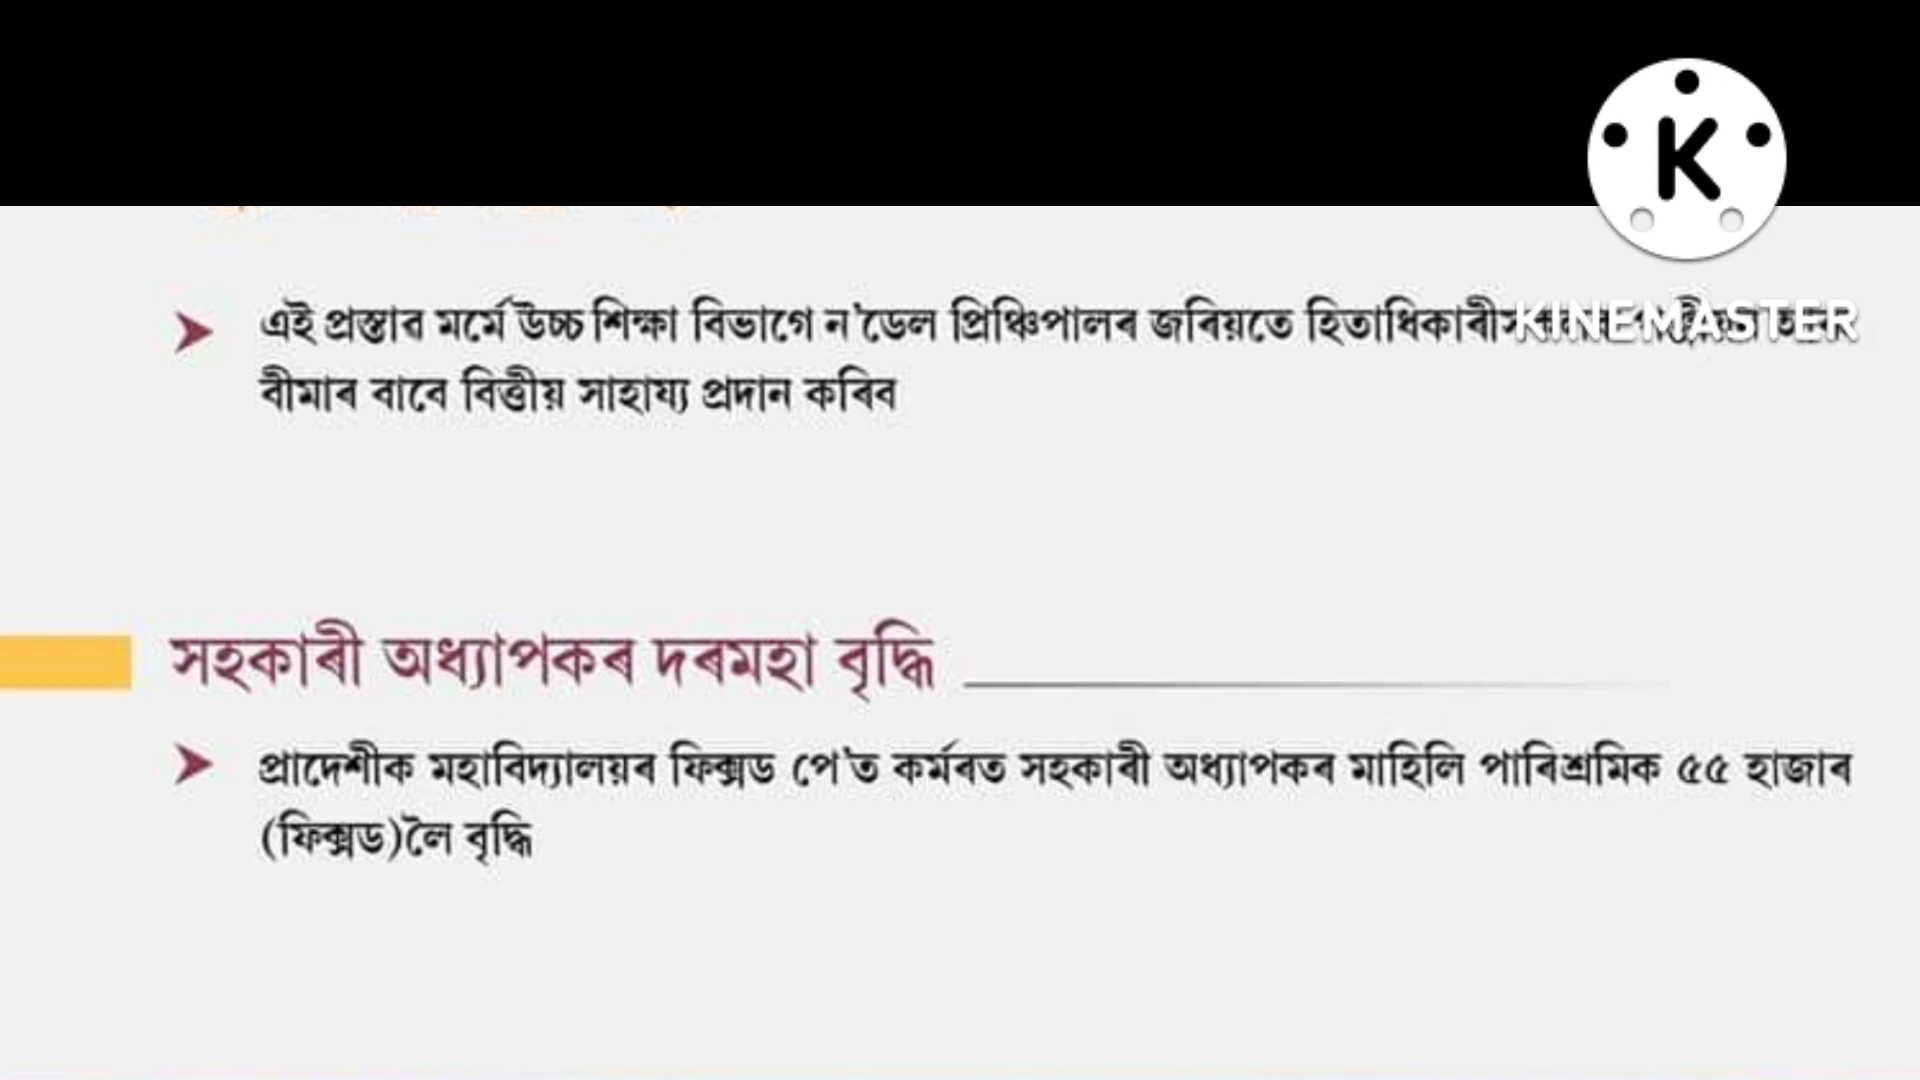 K
KINEMASTER
এই প্ৰস্তাৱ মৰ্মে উচ্চ শিক্ষা বিভাগে ন'ডেল প্ৰিঞ্চিপালৰ জৰিয়তে হিতাধিকাৰীস
বীমাৰ বাবে বিত্তীয় সাহায্য প্ৰদান কৰিব
সহকাৰী অধ্যাপকৰ দৰমহা বৃদ্ধি
প্ৰাদেশীক মহাবিদ্যালয়ৰ ফিক্সড পে'ত কৰ্মৰত সহকাৰী অধ্যাপকৰ মাহিলি পাৰিশ্ৰমিক ৫৫ হাজাৰ
(ফিক্সড)লৈ বৃদ্ধি